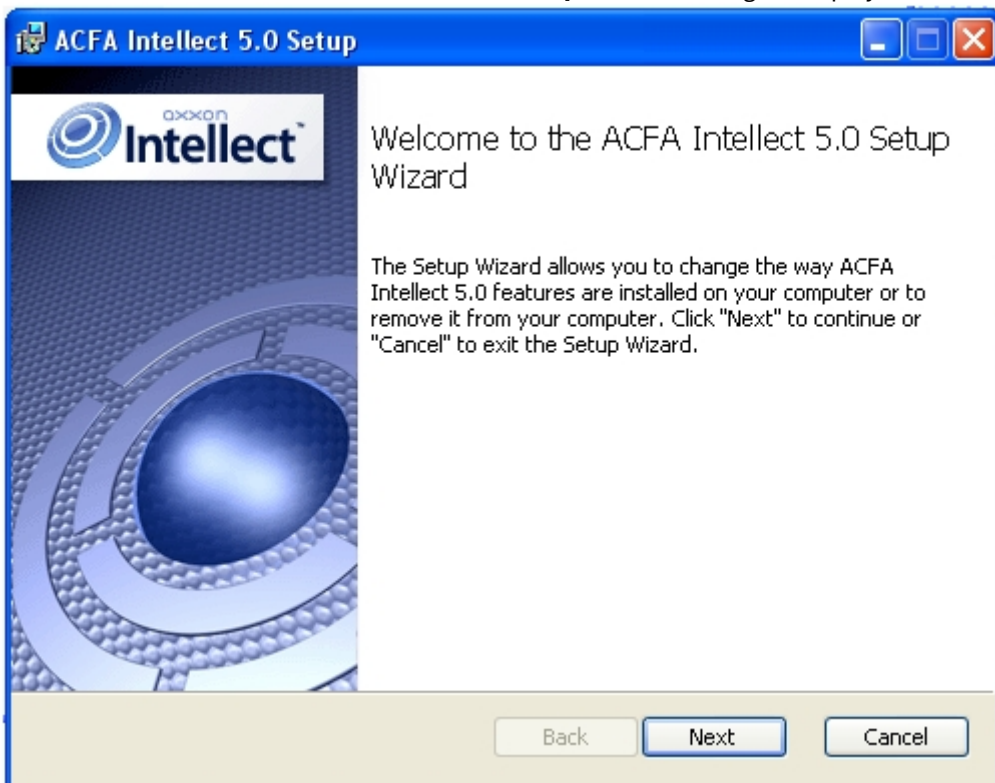 ACFA Intellect 5.0 Setup
axxon
Intellect™
Welcome to the ACFA Intellect 5.0 Setup
Wizard
The Setup Wizard allows you to change the way ACFA
Intellect 5.0 features are installed on your computer or to
remove it from your computer. Click "Next" to continue or
"Cancel" to exit the Setup Wizard.
Back Next Cancel